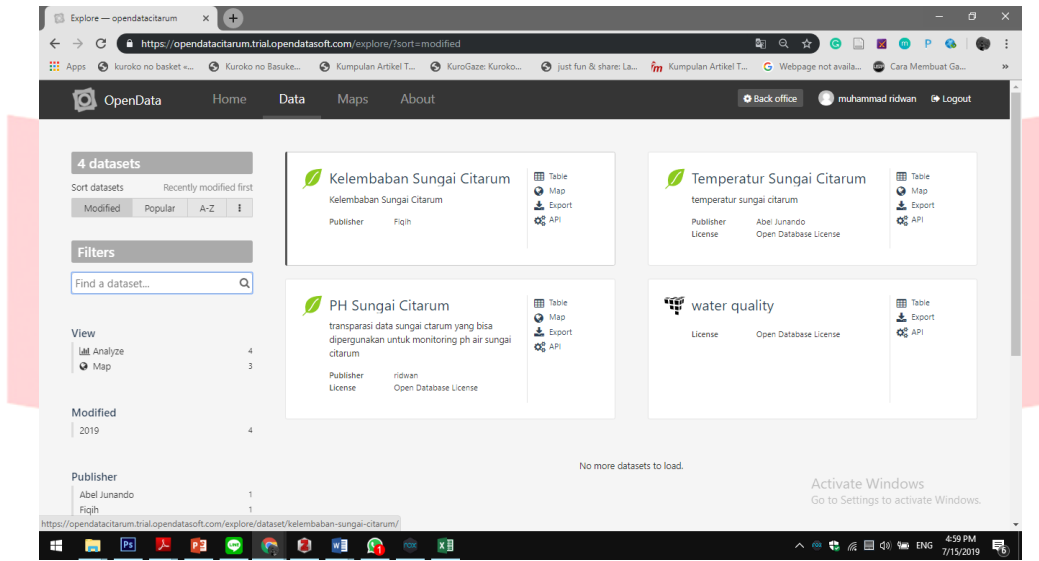 Explore — opendatacitarum
https://opendatacitarum.trial.opendatasoft.com/explore/?sort=modified
Apps kuroko no basket «... Kuroko no Basuke... Kumpulan Artikel T... KuroGaze: Kuroko... just fun & share: La... Kumpulan Artikel T... Webpage not availa... Cara Membuat Ga... »
OpenData Home Data Maps About Back office muhammad ridwan Logout
4 datasets
Sort datasets Recently modified first
Modified Popular A-Z
Filters
Find a dataset...
View
Analyze 4
Map 3
Modified
2019 4
Publisher
Abel Junando 1
Fiqih 1
Kelembaban Sungai Citarum
Kelembaban Sungai Citarum
Publisher Fiqih
Table
Map
Export
API
Temperatur Sungai Citarum
temperatur sungai citarum
Publisher Abel Junando
License Open Database License
Table
Map
Export
API
PH Sungai Citarum
transparasi data sungai ctarum yang bisa
dipergunakan untuk monitoring ph air sungai
citarum
Publisher ridwan
License Open Database License
Table
Map
Export
API
water quality
License Open Database License
Table
Export
API
No more datasets to load.
Activate Windows
Go to Settings to activate Windows.
https://opendatacitarum.trial.opendatasoft.com/explore/dataset/kelembaban-sungai-citarum/
ENG
4:59 PM
7/15/2019